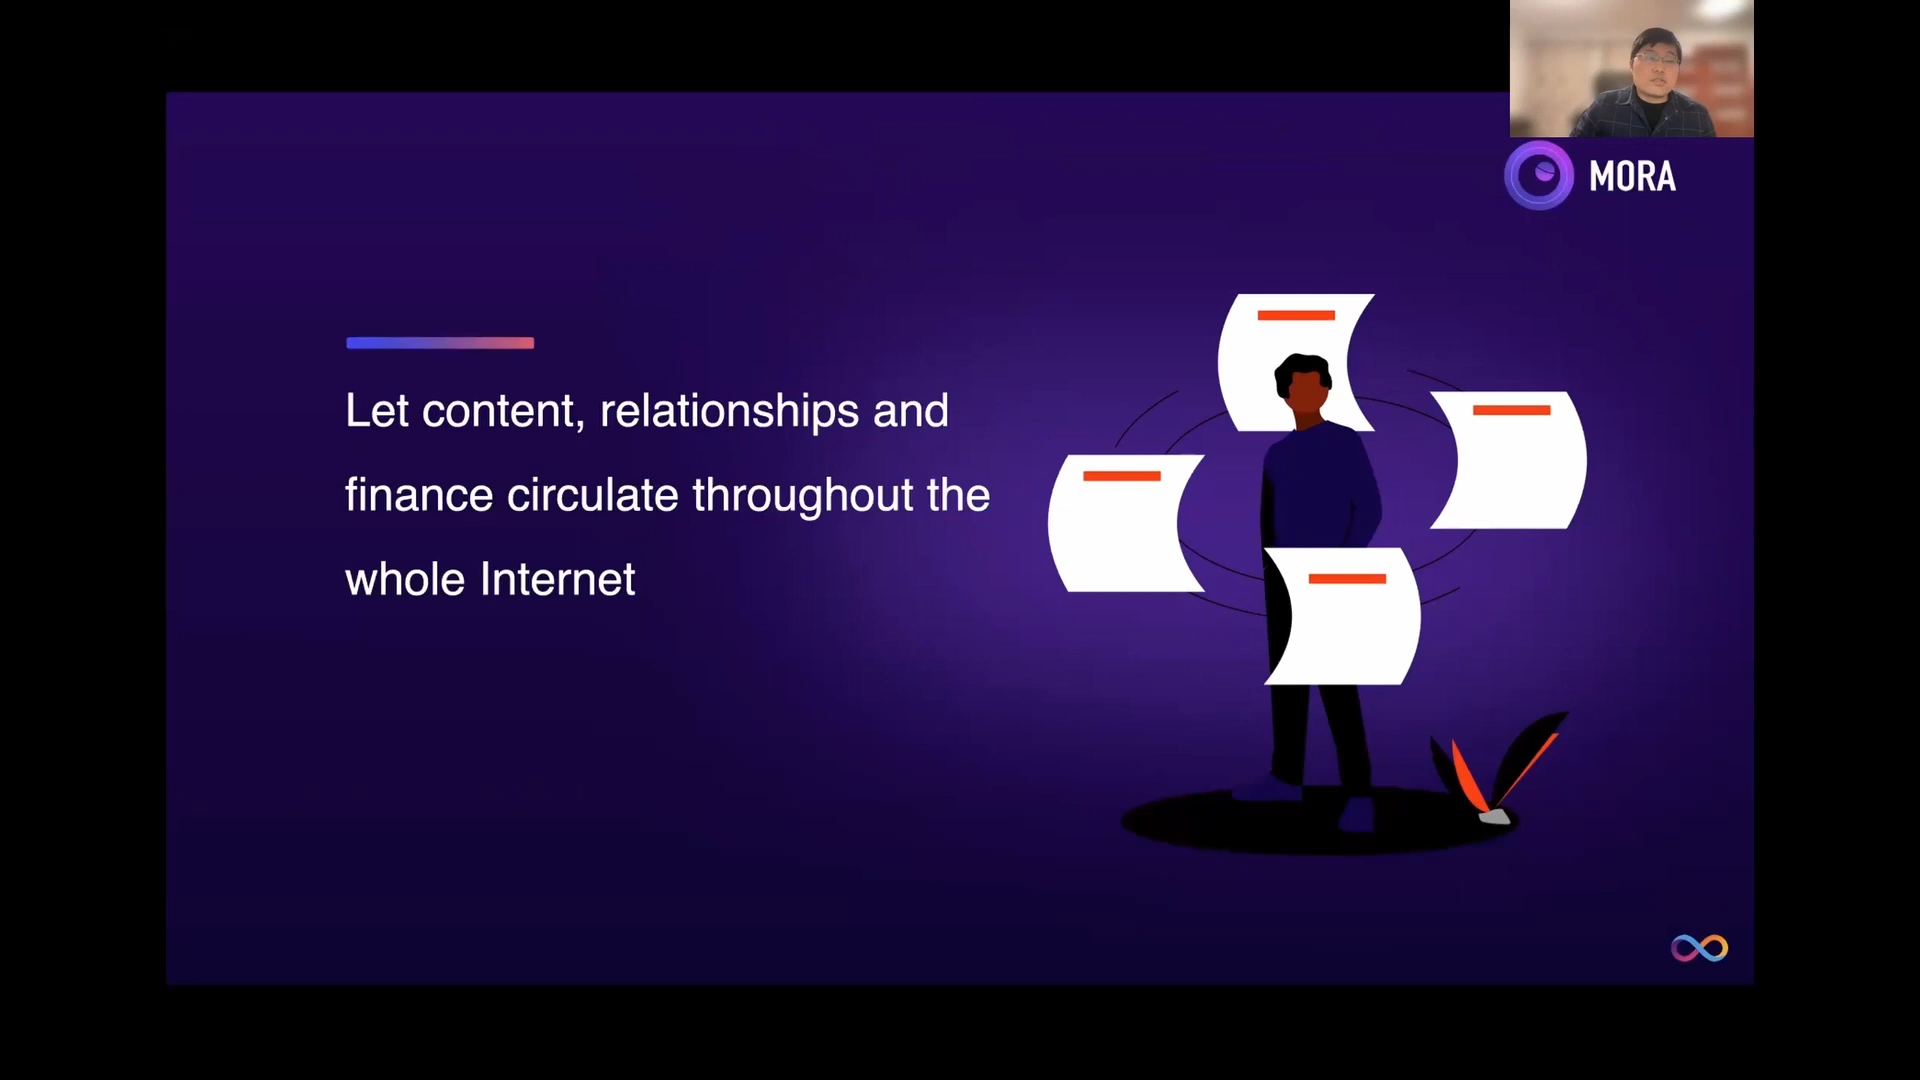 MORA
Let content, relationships and
finance circulate throughout the
whole Internet